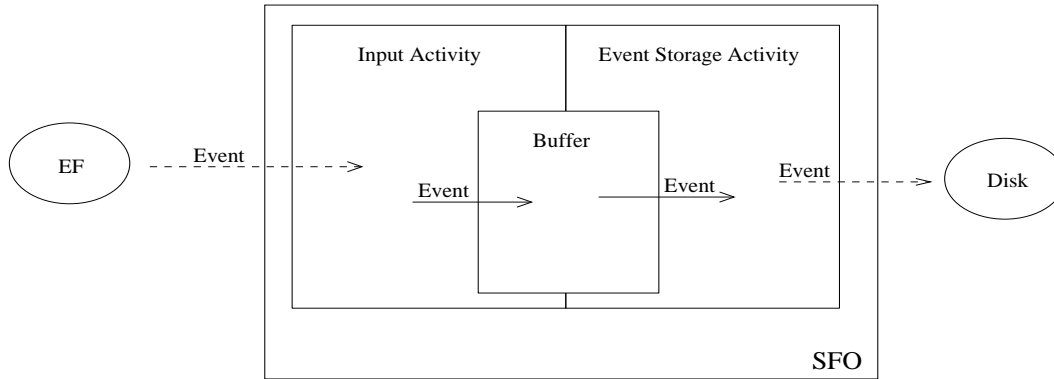 Input Activity
Event Storage Activity
Buffer
EF
Event
Event
Event
Event
Disk
SFO